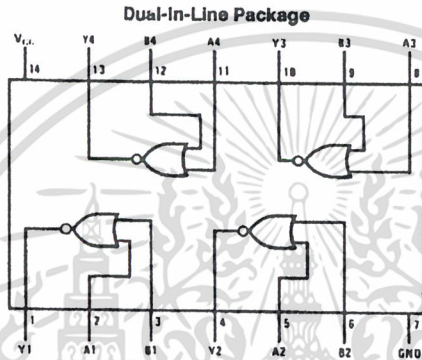 Dual-In-Line Package
VCC Y4 B4 A4 Y3 B3 A3
14 13 12 11 10 9 8
1 2 3 4 5 6 7
Y1 A1 B1 Y2 A2 B2 GND